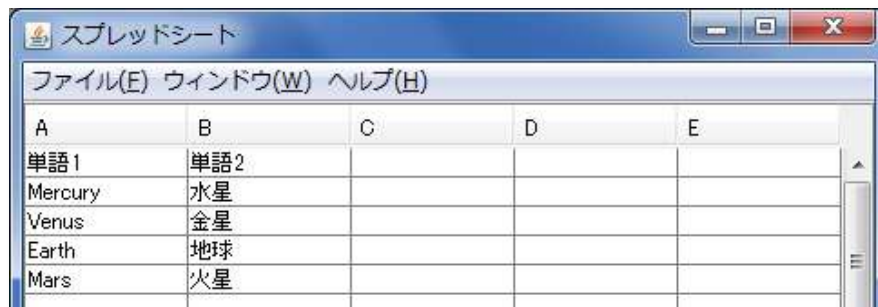 スプレッドシート
ファイル(F) ウィンドウ(W) ヘルプ(H)
A B C D E
単語1 単語2
Mercury 水星
Venus 金星
Earth 地球
Mars 火星